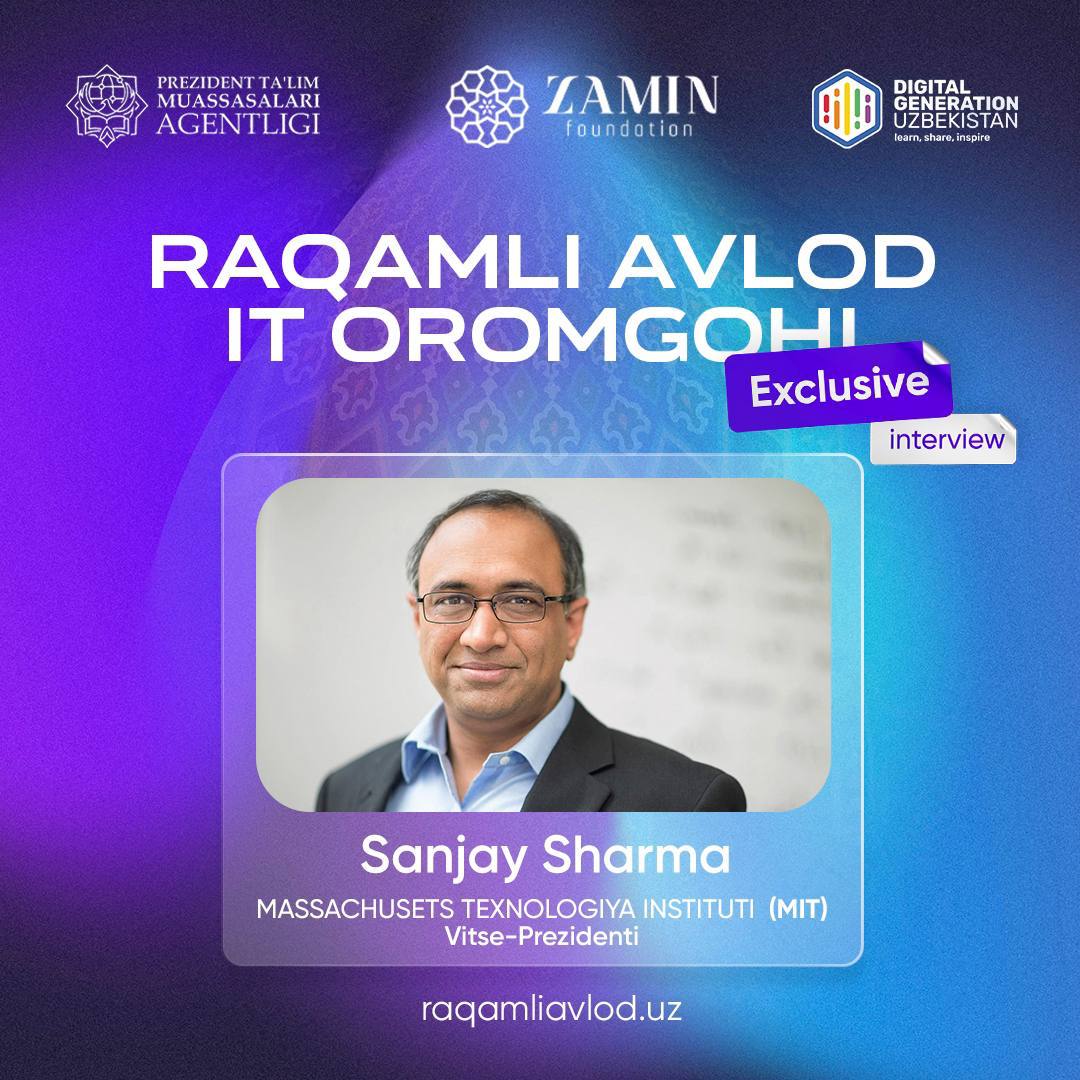 PREZIDENT TA'LIM
MUASSASALARI
AGENTLIGI
ZAMIN
foundation
DIGITAL
GENERATION
UZBEKISTAN
learn, share, inspire
RAQAMLI AVLOD
IT OROMGOHI
Exclusive
interview
Sanjay Sharma
MASSACHUSETS TEXNOLOGIYA INSTITUTI (MIT)
Vitse-Prezidenti
raqamliavlod.uz